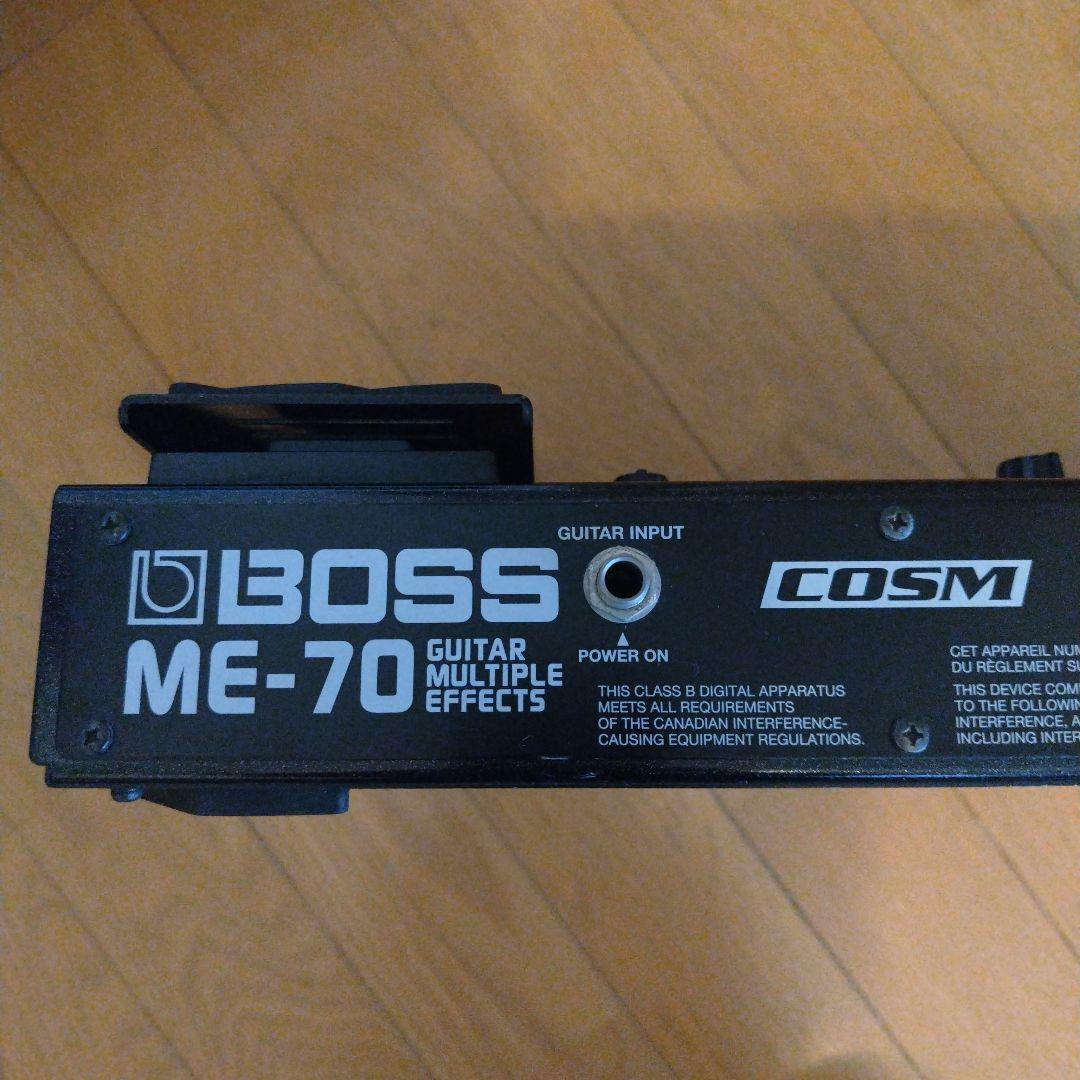 GUITAR INPUT
BOSS
ME-70 GUITAR
MULTIPLE
EFFECTS
POWER ON
THIS CLASS B DIGITAL APPARATUS
MEETS ALL REQUIREMENTS
OF THE CANADIAN INTERFERENCE-
CAUSING EQUIPMENT REGULATIONS.
COSM
CET APPAREIL NUM
DU RÈGLEMENT SU
THIS DEVICE COM
TO THE FOLLOWIN
INTERFERENCE, A
INCLUDING INTER